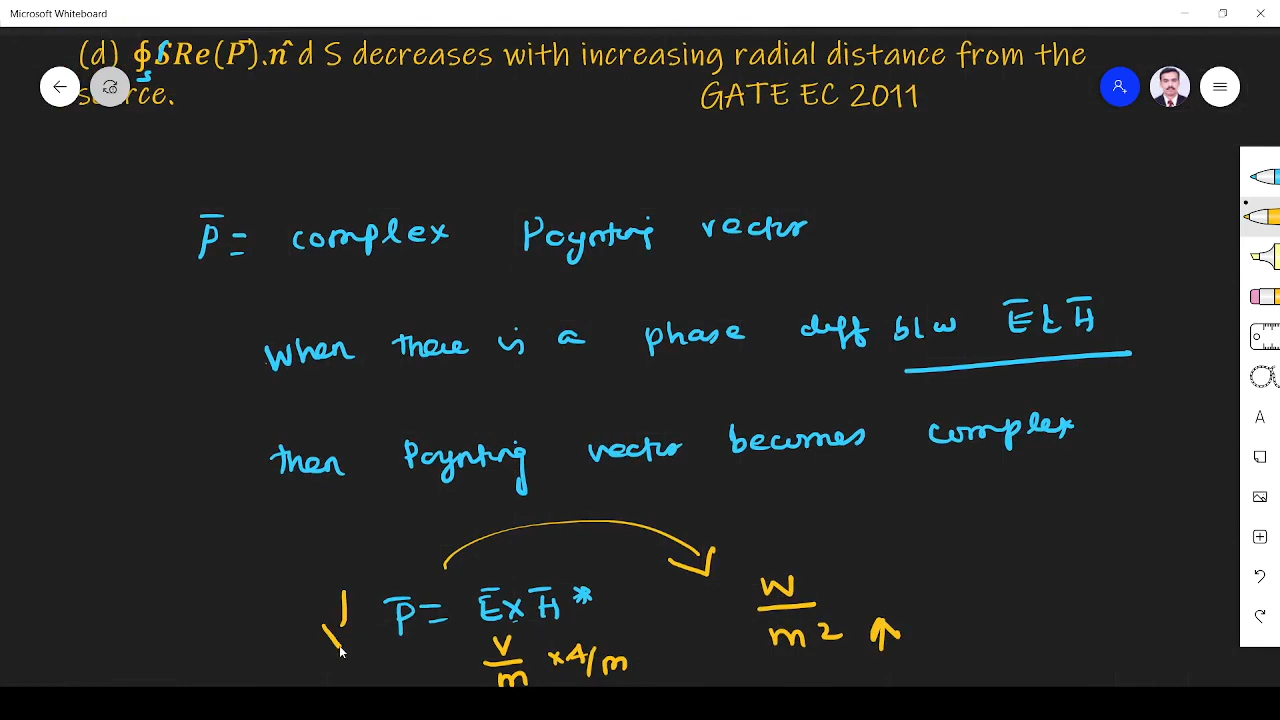 Microsoft Whiteboard
(d) ∮SRe(P⃗).n̂ d S decreases with increasing radial distance from the
S
source. GATE EC 2011
P̄ = complex Poynting vector
When there is a phase diff b/w Ē & H̄
then Poynting vector becomes complex
P̄ = Ē x H̄ *
W/m2 ↑
V/m x A/m
A